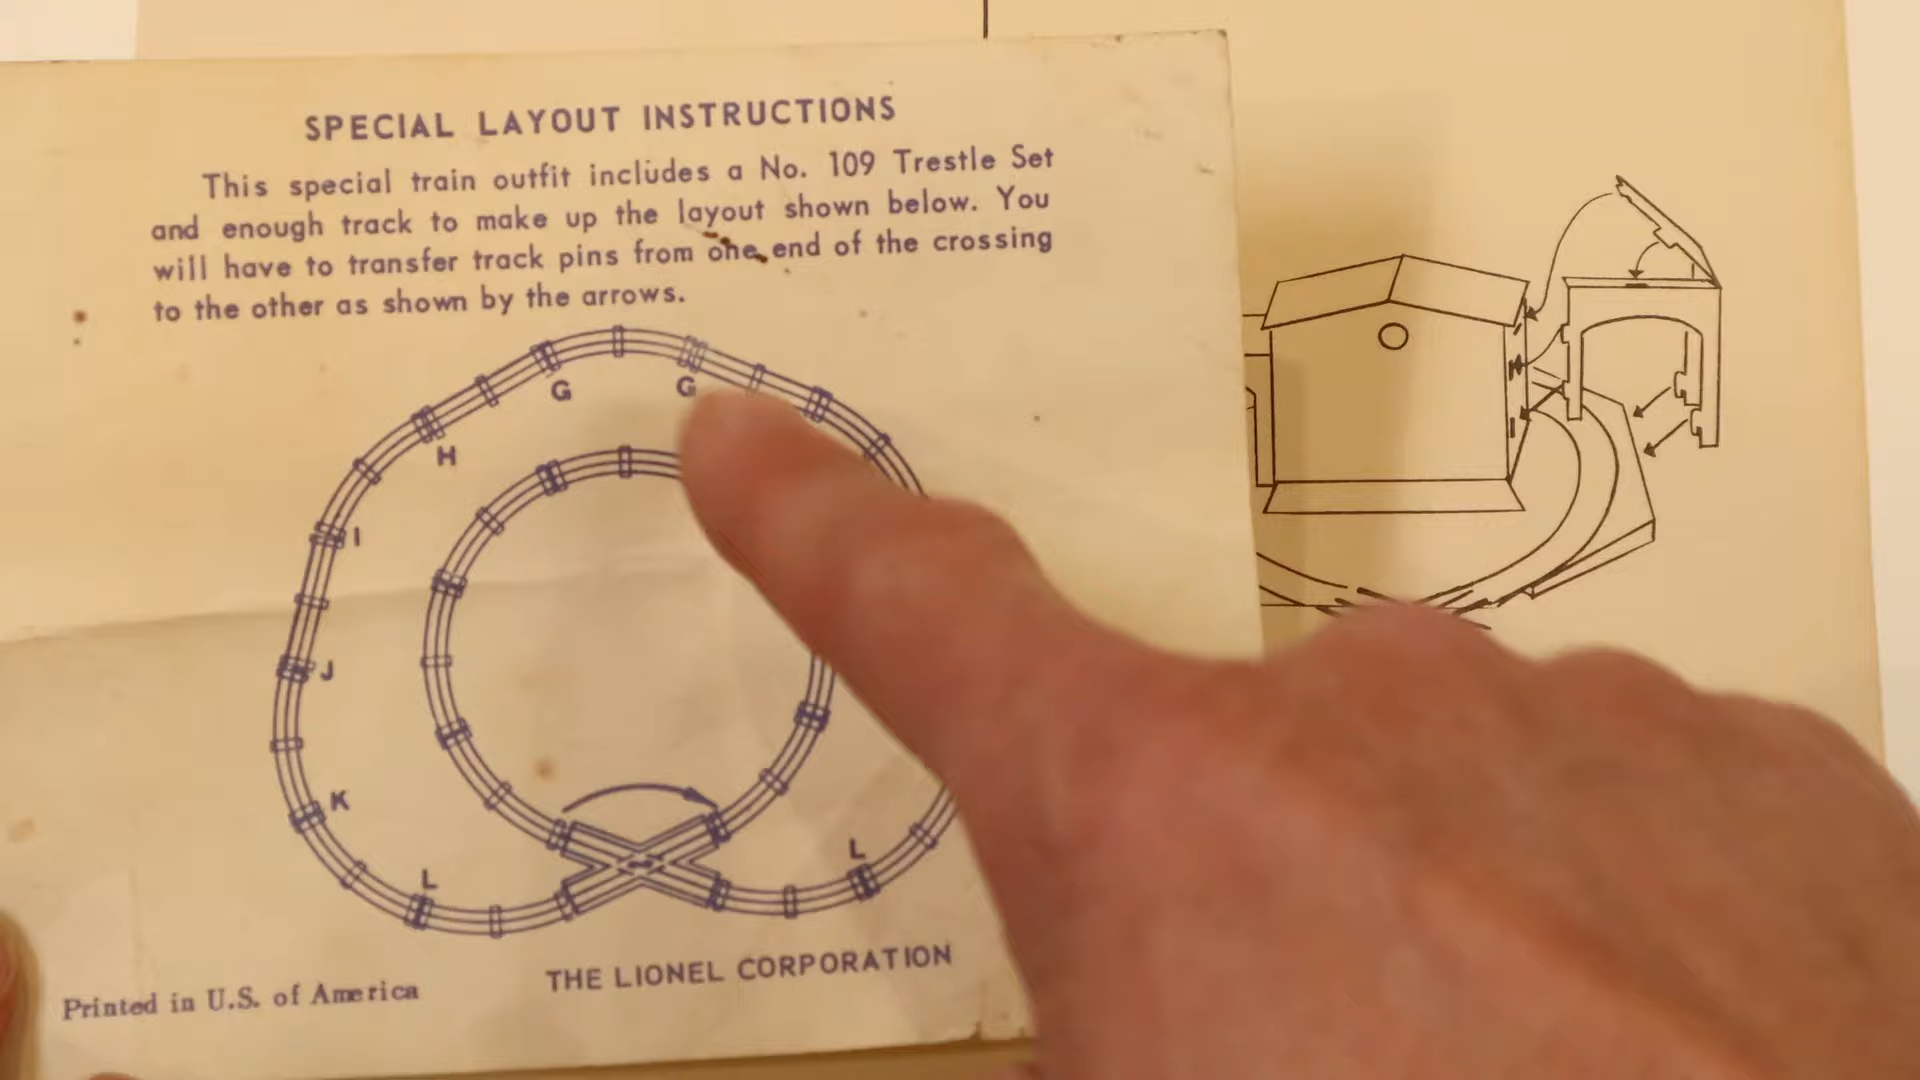 SPECIAL LAYOUT INSTRUCTIONS
This special train outfit includes a No. 109 Trestle Set
and enough track to make up the layout shown below. You
will have to transfer track pins from one end of the crossing
to the other as shown by the arrows.
G
G
H
I
J
K
L
L
THE LIONEL CORPORATION
Printed in U.S. of America